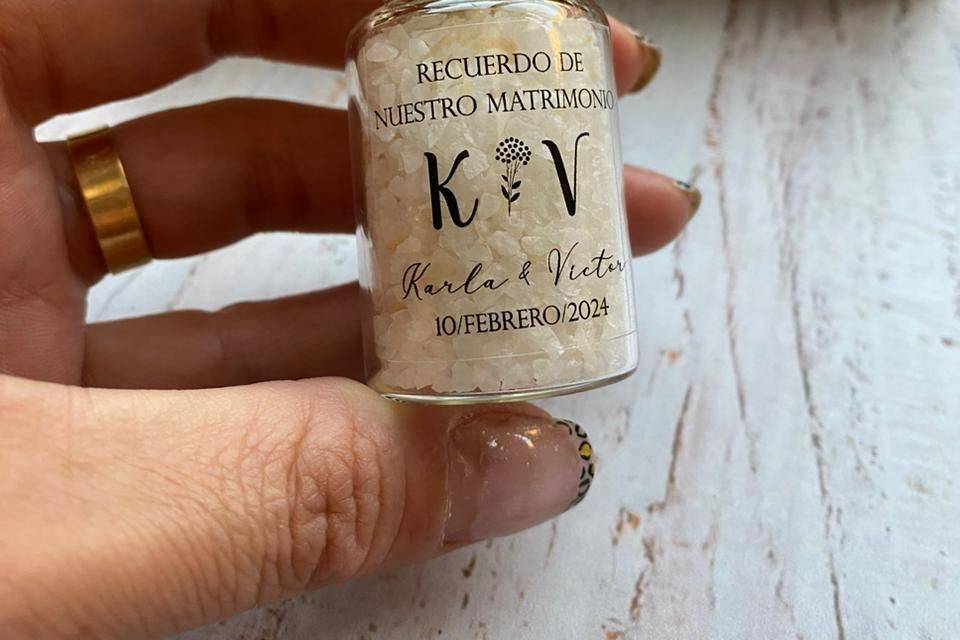 RECUERDO DE
NUESTRO MATRIMONIO
K V
Karla & Victor
10/FEBRERO/2024